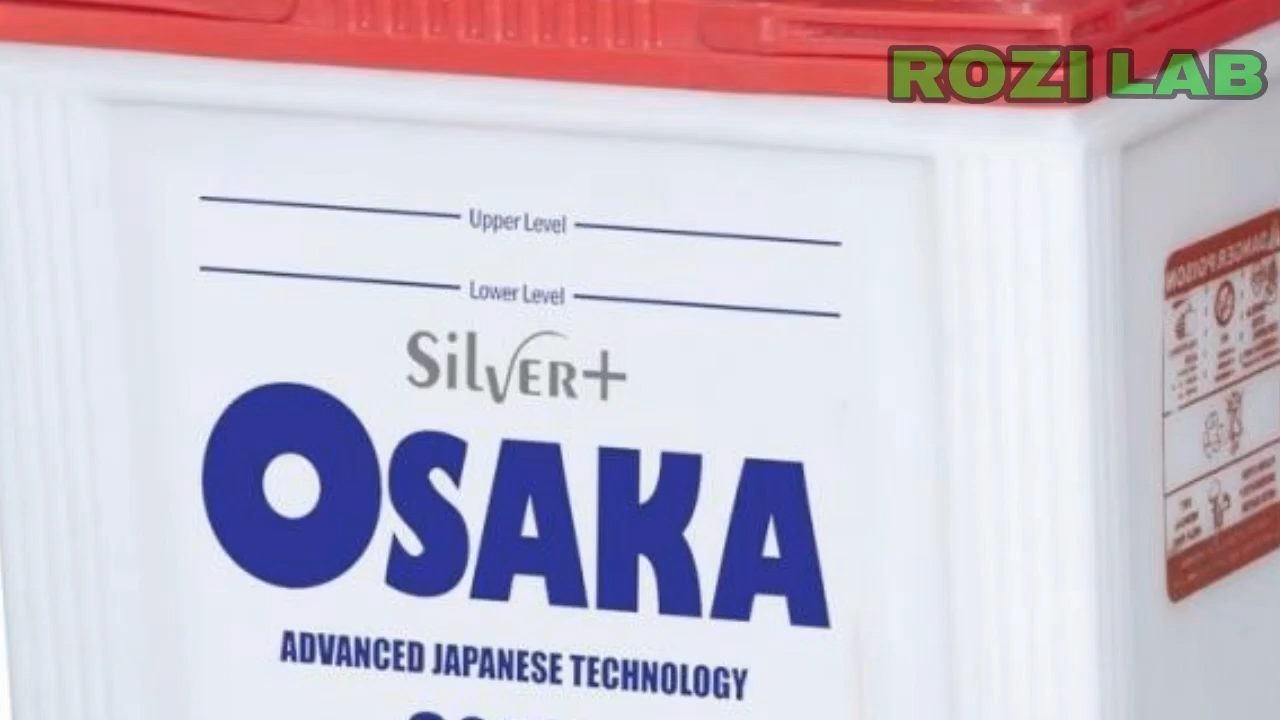 ROZI LAB
Upper Level
Lower Level
Silver+
OSAKA
ADVANCED JAPANESE TECHNOLOGY